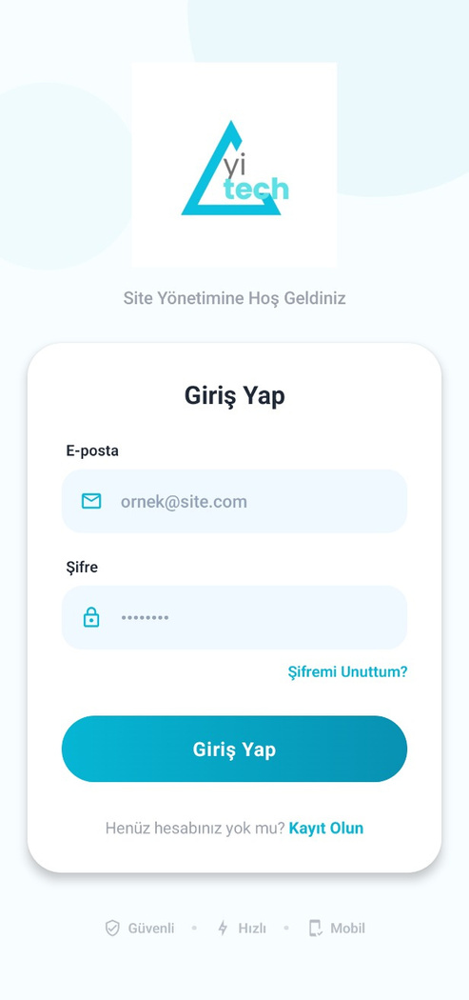 yi
tech
Site Yönetimine Hoş Geldiniz
Giriş Yap
E-posta
ornek@site.com
Şifre
••••••••
Şifremi Unuttum?
Giriş Yap
Henüz hesabınız yok mu? Kayıt Olun
Güvenli • Hızlı • Mobil